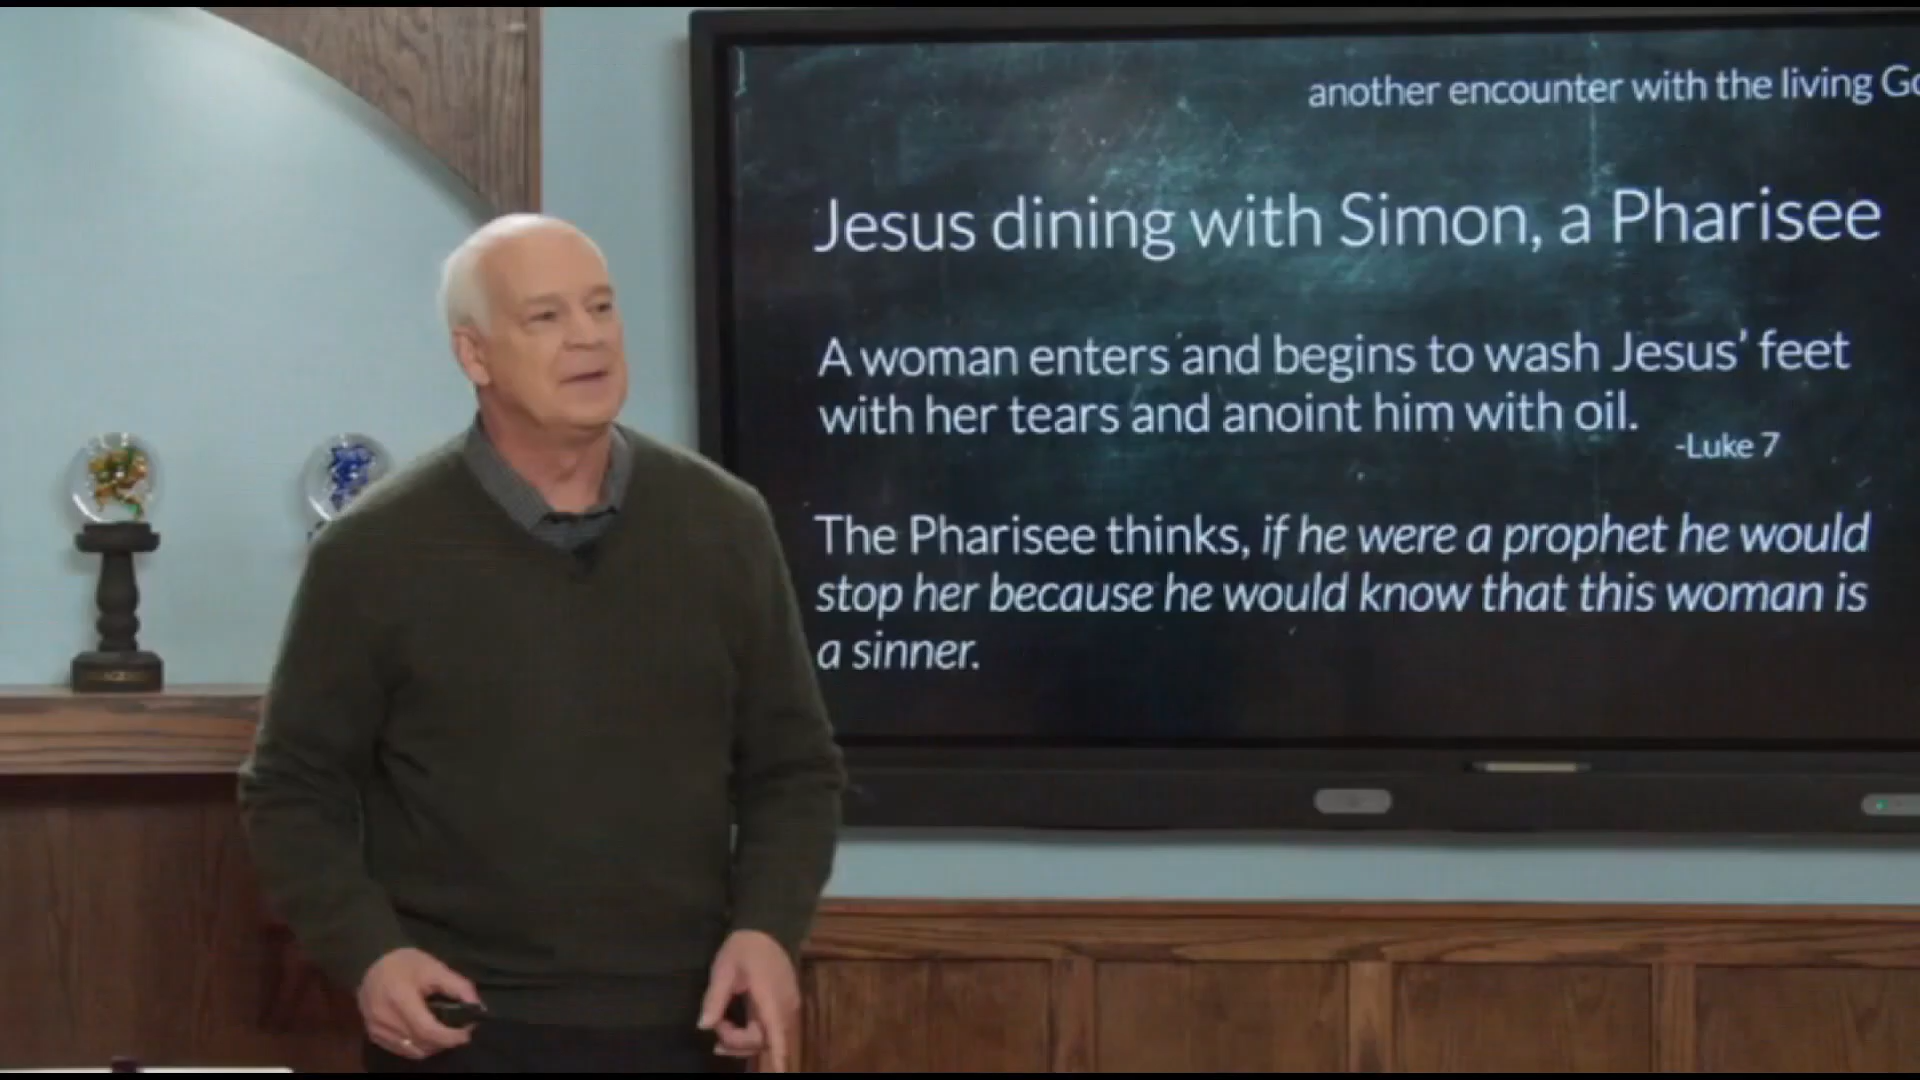 another encounter with the living
Jesus dining with Simon, a Pharisee
A woman enters and begins to wash Jesus’ feet
with her tears and anoint him with oil.
-Luke 7
The Pharisee thinks, if he were a prophet he would
stop her because he would know that this woman is
a sinner.